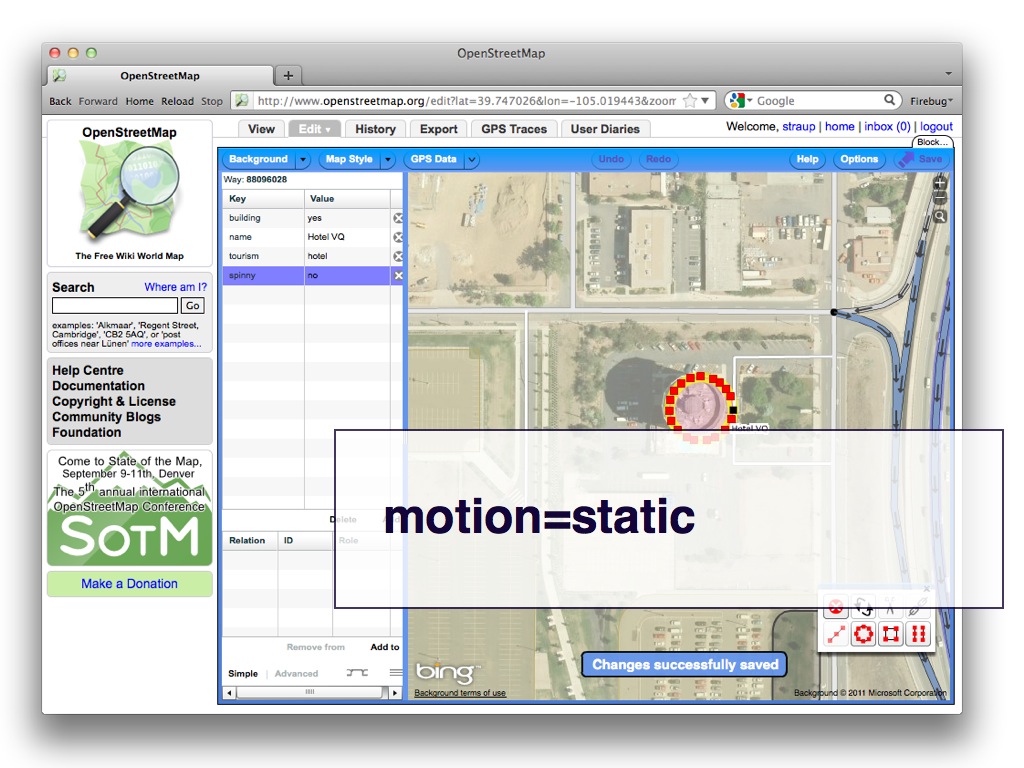 OpenStreetMap
OpenStreetMap
Back Forward Home Reload Stop
http://www.openstreetmap.org/edit?lat=39.747026&lon=-105.019443&zoom
Google
Firebug
OpenStreetMap
011010
The Free Wiki World Map
Search
Where am I?
Go
examples: 'Alkmaar', 'Regent Street,
Cambridge', 'CB2 5AQ', or 'post
offices near Lünen' more examples...
Help Centre
Documentation
Copyright & License
Community Blogs
Foundation
Come to State of the Map,
September 9-11th, Denver
The 5th annual international
OpenStreetMap Conference
SOTM
Make a Donation
View Edit History Export GPS Traces User Diaries
Welcome, straup | home | inbox (0) | logout
Block...
Background Map Style GPS Data Undo Redo Help Options Save
Way: 88096028
Key Value
building yes
name Hotel VQ
tourism hotel
spinny no
Delete
Relation ID Role
Remove from Add to
Simple Advanced
Hotel VQ
motion=static
bing™
Background terms of use
Changes successfully saved
Background © 2011 Microsoft Corporation